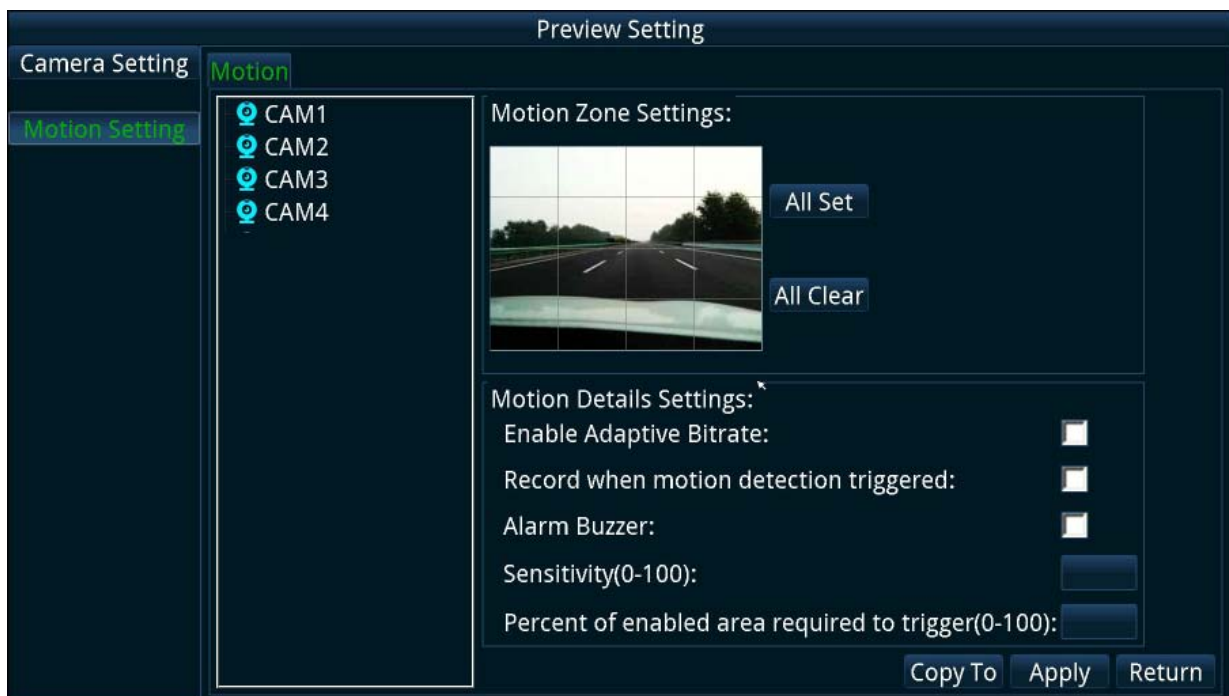 Preview Setting
Camera Setting
Motion Setting
Motion
CAM1
CAM2
CAM3
CAM4
Motion Zone Settings:
All Set
All Clear
Motion Details Settings:
Enable Adaptive Bitrate:
Record when motion detection triggered:
Alarm Buzzer:
Sensitivity(0-100):
Percent of enabled area required to trigger(0-100):
Copy To Apply Return